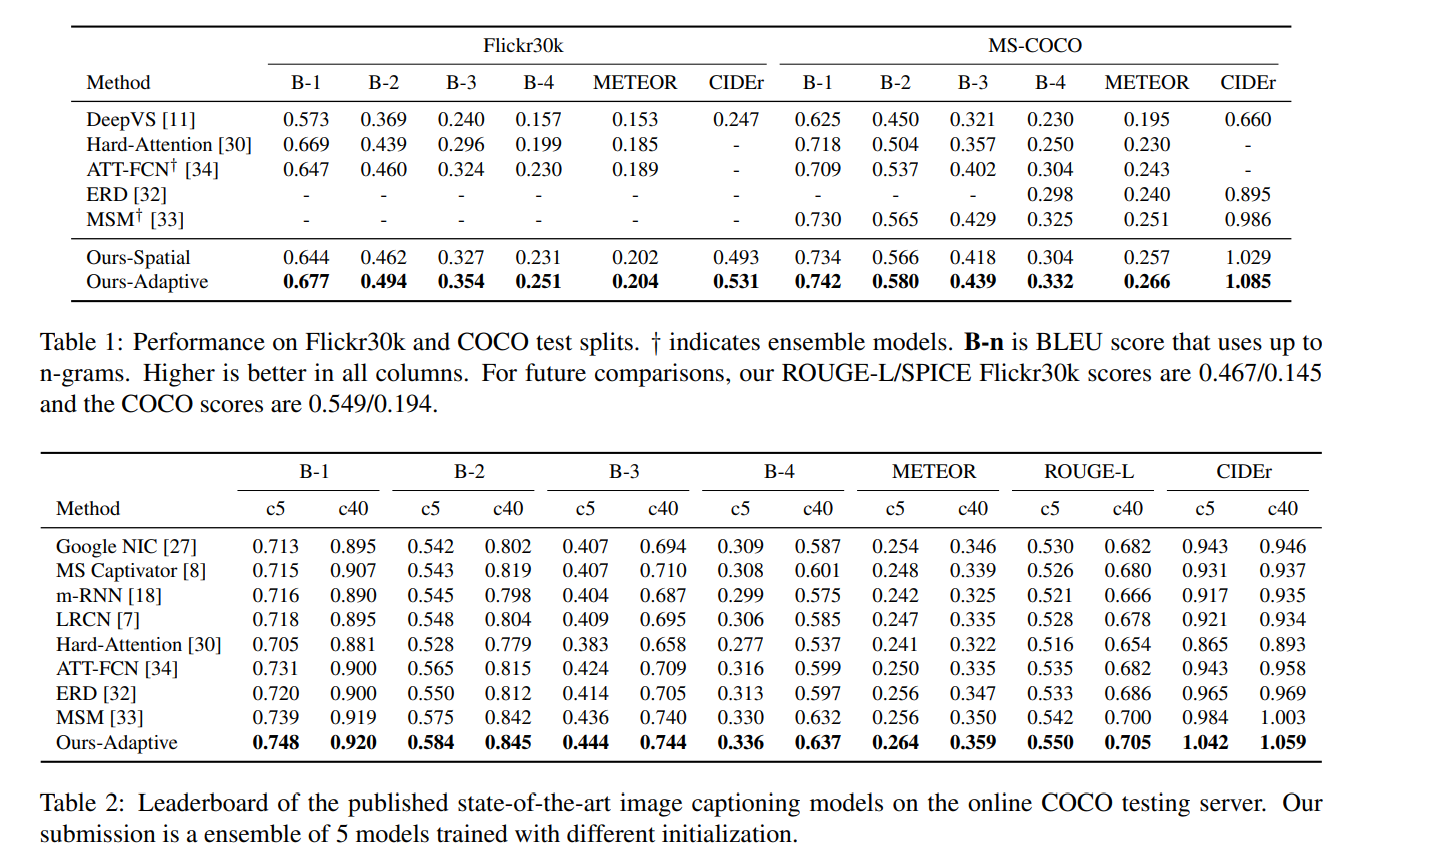 Flickr30k MS-COCO
Method B-1 B-2 B-3 B-4 METEOR CIDEr B-1 B-2 B-3 B-4 METEOR CIDEr
DeepVS [11] 0.573 0.369 0.240 0.157 0.153 0.247 0.625 0.450 0.321 0.230 0.195 0.660
Hard-Attention [30] 0.669 0.439 0.296 0.199 0.185 - 0.718 0.504 0.357 0.250 0.230 -
ATT-FCN† [34] 0.647 0.460 0.324 0.230 0.189 - 0.709 0.537 0.402 0.304 0.243 -
ERD [32] - - - - - - - - - 0.298 0.240 0.895
MSM† [33] - - - - - - 0.730 0.565 0.429 0.325 0.251 0.986
Ours-Spatial 0.644 0.462 0.327 0.231 0.202 0.493 0.734 0.566 0.418 0.304 0.257 1.029
Ours-Adaptive 0.677 0.494 0.354 0.251 0.204 0.531 0.742 0.580 0.439 0.332 0.266 1.085
Table 1: Performance on Flickr30k and COCO test splits. † indicates ensemble models. B-n is BLEU score that uses up to
n-grams. Higher is better in all columns. For future comparisons, our ROUGE-L/SPICE Flickr30k scores are 0.467/0.145
and the COCO scores are 0.549/0.194.
B-1 B-2 B-3 B-4 METEOR ROUGE-L CIDEr
Method c5 c40 c5 c40 c5 c40 c5 c40 c5 c40 c5 c40 c5 c40
Google NIC [27] 0.713 0.895 0.542 0.802 0.407 0.694 0.309 0.587 0.254 0.346 0.530 0.682 0.943 0.946
MS Captivator [8] 0.715 0.907 0.543 0.819 0.407 0.710 0.308 0.601 0.248 0.339 0.526 0.680 0.931 0.937
m-RNN [18] 0.716 0.890 0.545 0.798 0.404 0.687 0.299 0.575 0.242 0.325 0.521 0.666 0.917 0.935
LRCN [7] 0.718 0.895 0.548 0.804 0.409 0.695 0.306 0.585 0.247 0.335 0.528 0.678 0.921 0.934
Hard-Attention [30] 0.705 0.881 0.528 0.779 0.383 0.658 0.277 0.537 0.241 0.322 0.516 0.654 0.865 0.893
ATT-FCN [34] 0.731 0.900 0.565 0.815 0.424 0.709 0.316 0.599 0.250 0.335 0.535 0.682 0.943 0.958
ERD [32] 0.720 0.900 0.550 0.812 0.414 0.705 0.313 0.597 0.256 0.347 0.533 0.686 0.965 0.969
MSM [33] 0.739 0.919 0.575 0.842 0.436 0.740 0.330 0.632 0.256 0.350 0.542 0.700 0.984 1.003
Ours-Adaptive 0.748 0.920 0.584 0.845 0.444 0.744 0.336 0.637 0.264 0.359 0.550 0.705 1.042 1.059
Table 2: Leaderboard of the published state-of-the-art image captioning models on the online COCO testing server. Our
submission is a ensemble of 5 models trained with different initialization.